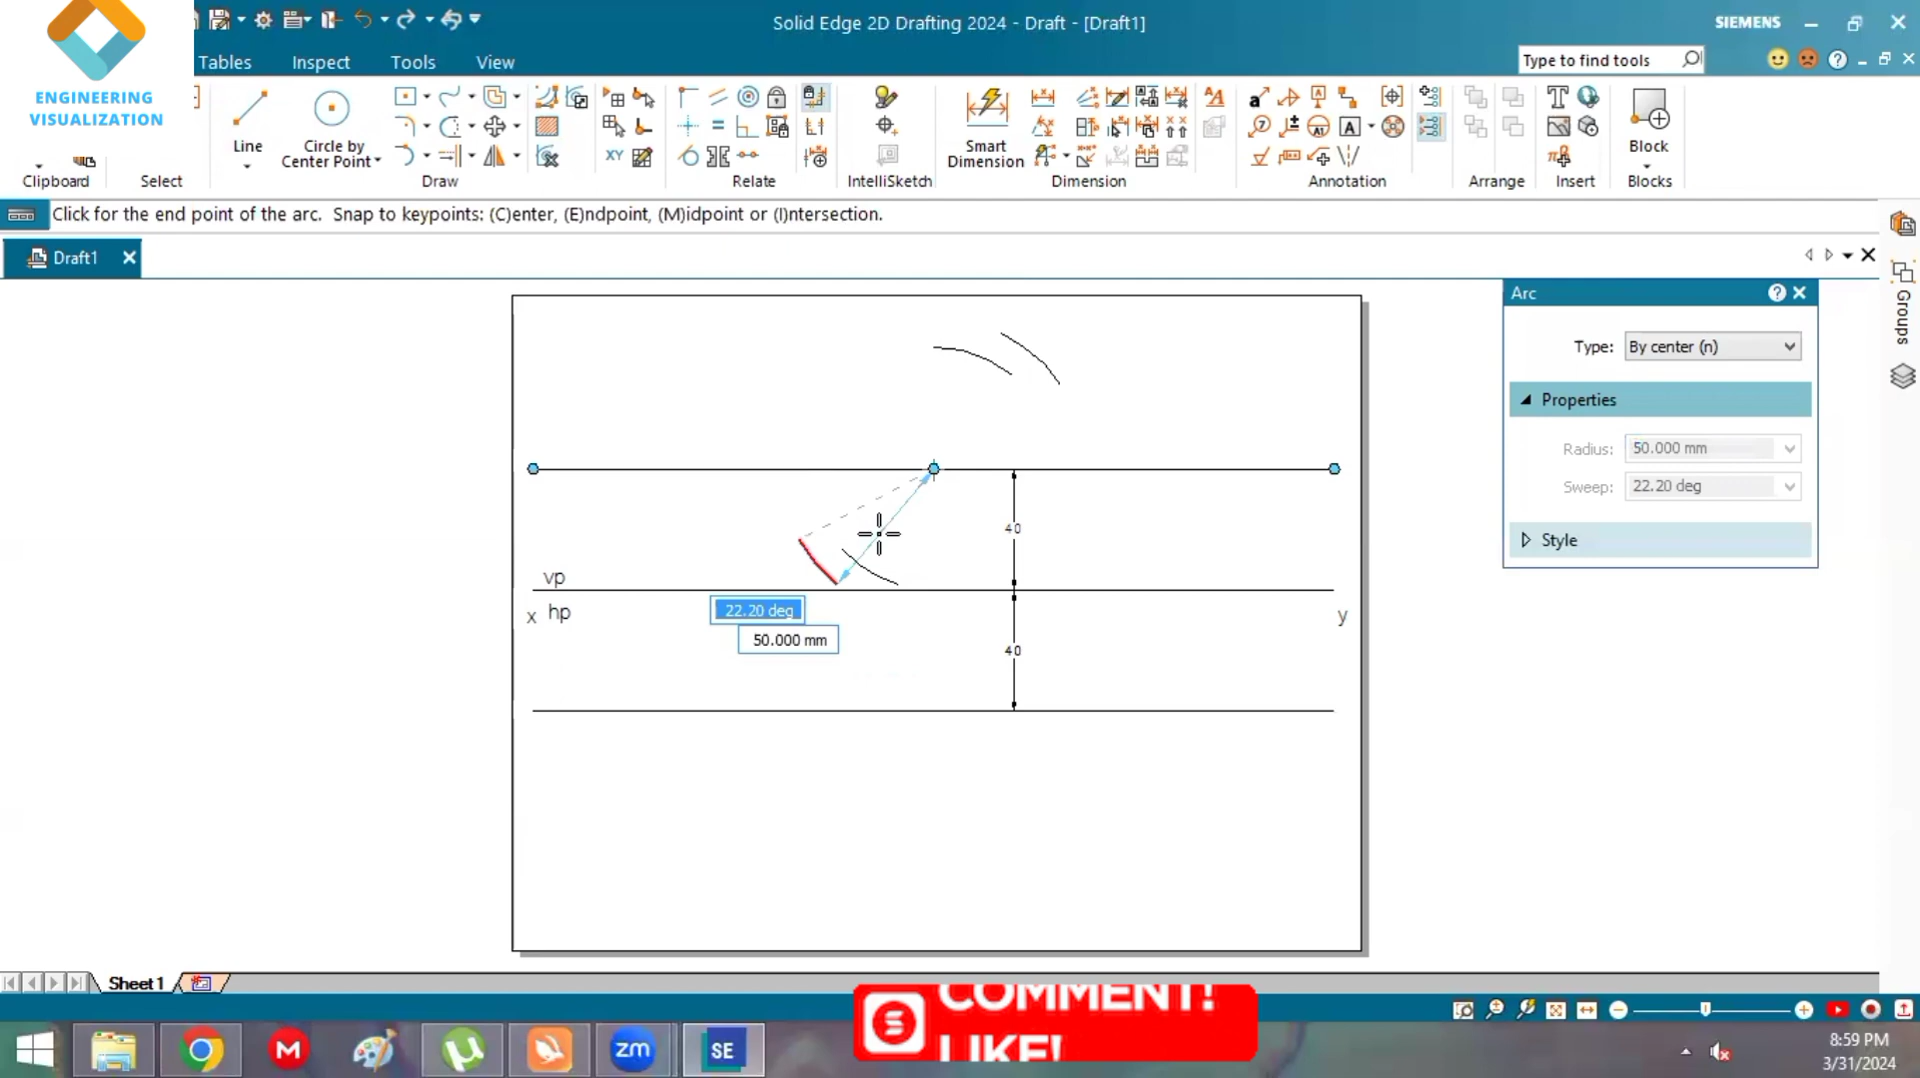 Solid Edge 2D Drafting 2024 - Draft - [Draft1]
SIEMENS
ENGINEERING
VISUALIZATION
Tables
Inspect
Tools
View
Type to find tools
Line
Circle by
Center Point
XY
Smart
Dimension
Block
Clipboard
Select
Draw
Relate
IntelliSketch
Dimension
Annotation
Arrange
Insert
Blocks
Click for the end point of the arc. Snap to keypoints: (C)enter, (E)ndpoint, (M)idpoint or (I)ntersection.
Draft1
Groups
Arc
Type: By center (n)
Properties
Radius: 50.000 mm
Sweep: 22.20 deg
Style
40
vp
x hp
y
22.20 deg
50.000 mm
40
Sheet1
COMMENT!
LIKE!
zm
SE
8:59 PM
3/31/2024